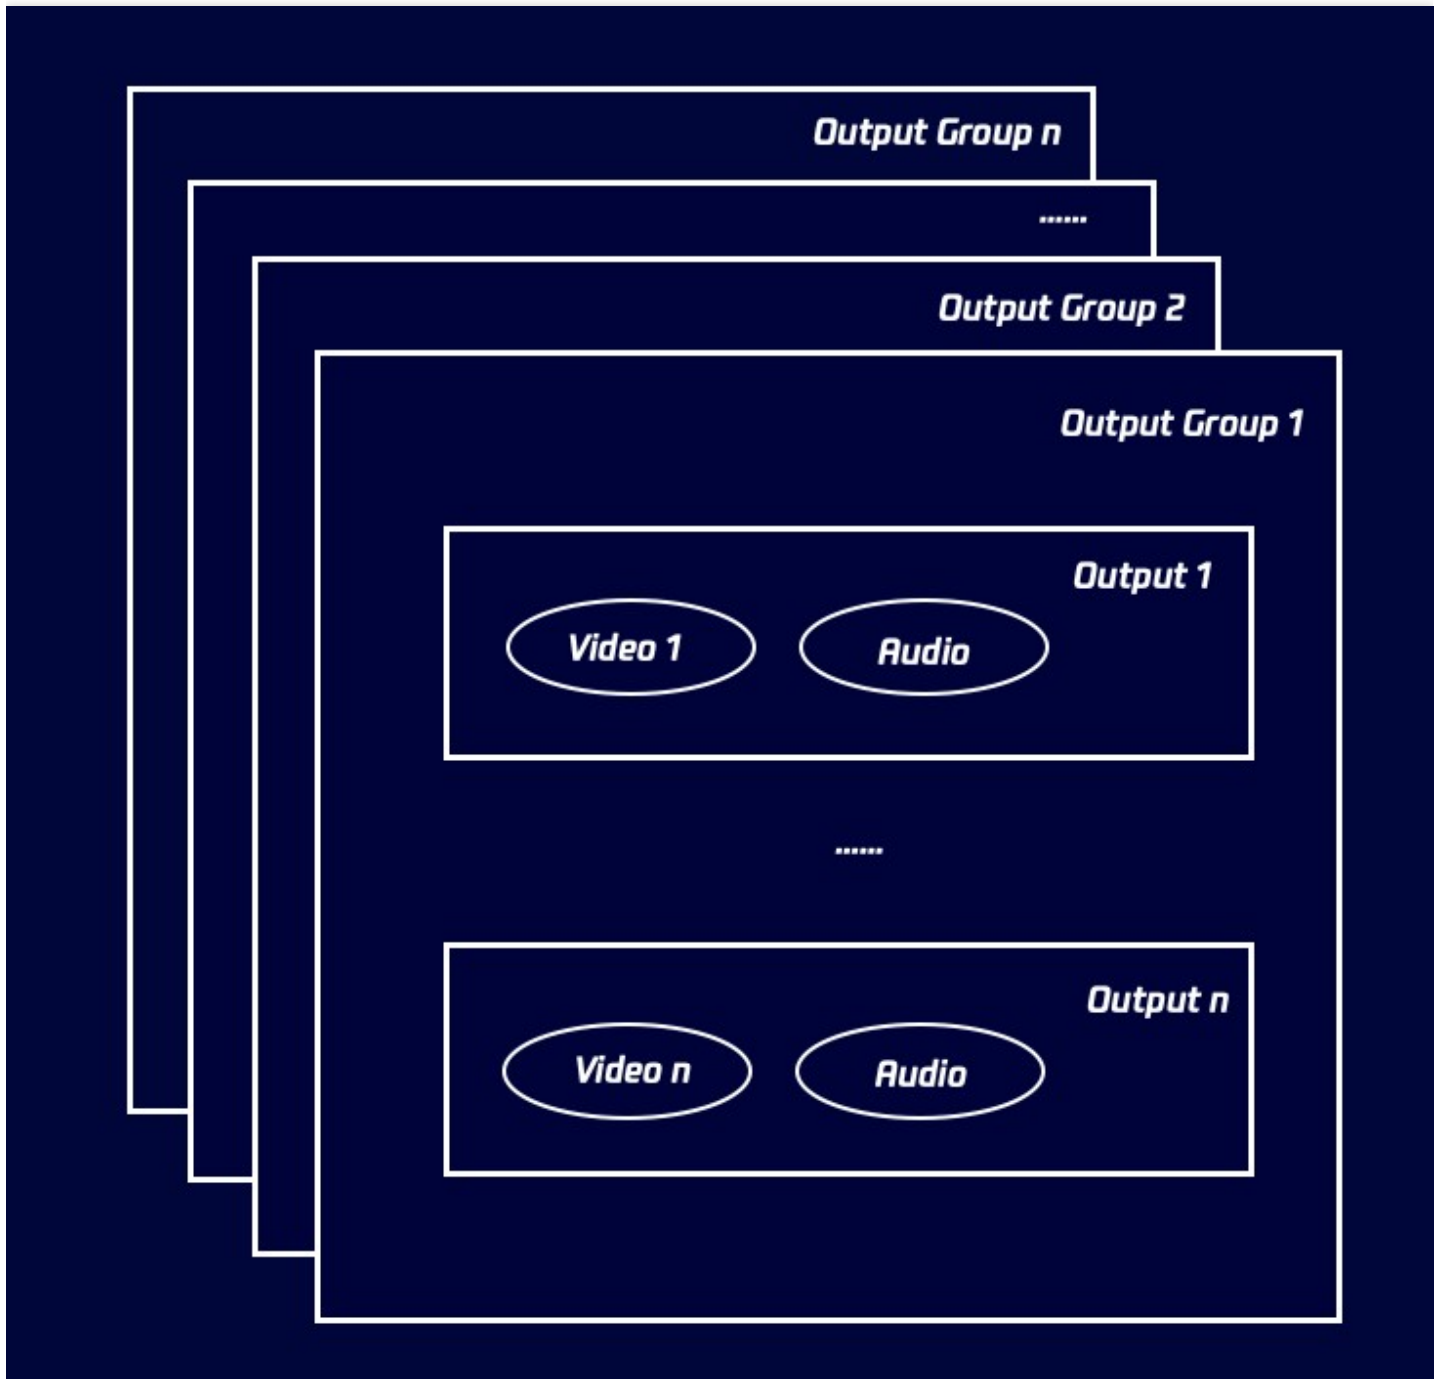 Output Group n
......
Output Group 2
Output Group 1
Output 1
Video 1
Audio
......
Output n
Video n
Audio